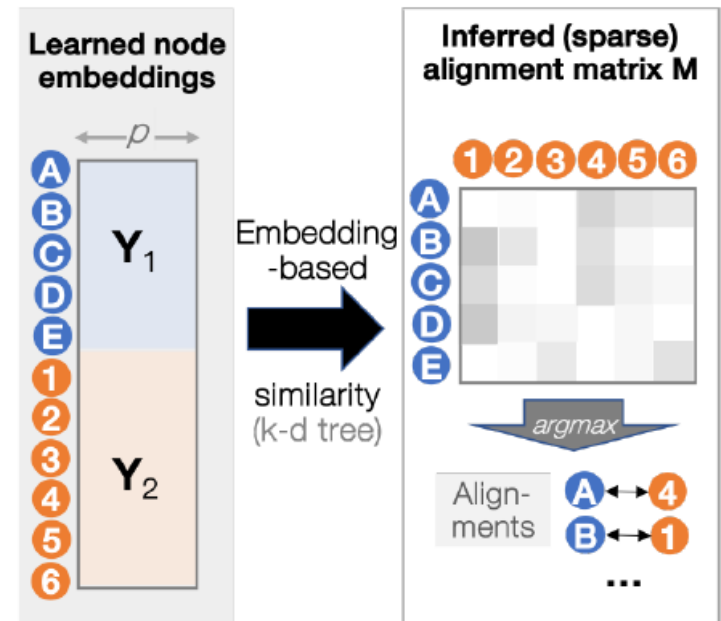 Learned node
embeddings
p
A
B
C
D
E
1
2
3
4
5
6
Y1
Y2
Embedding
-based
similarity
(k-d tree)
Inferred (sparse)
alignment matrix M
1 2 3 4 5 6
A
B
C
D
E
argmax
Align-
ments
A 4
B 1
...